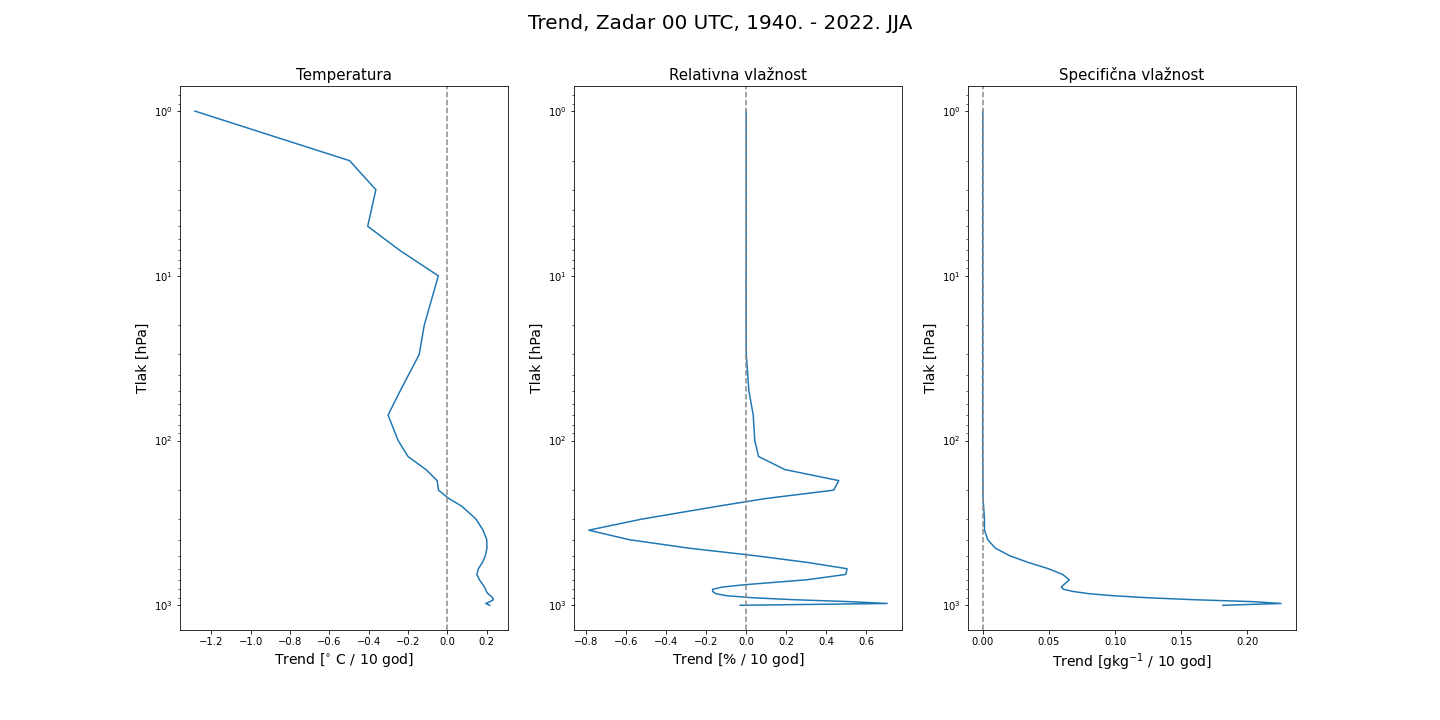 Trend, Zadar 00 UTC, 1940. - 2022. JJA
Temperatura
10⁰
10¹
10²
10³
Tlak [hPa]
−1.2 −1.0 −0.8 −0.6 −0.4 −0.2 0.0 0.2
Trend [° C / 10 god]
Relativna vlažnost
10⁰
10¹
10²
10³
Tlak [hPa]
−0.8 −0.6 −0.4 −0.2 0.0 0.2 0.4 0.6
Trend [% / 10 god]
Specifična vlažnost
10⁰
10¹
10²
10³
Tlak [hPa]
0.00 0.05 0.10 0.15 0.20
Trend [gkg⁻¹ / 10 god]